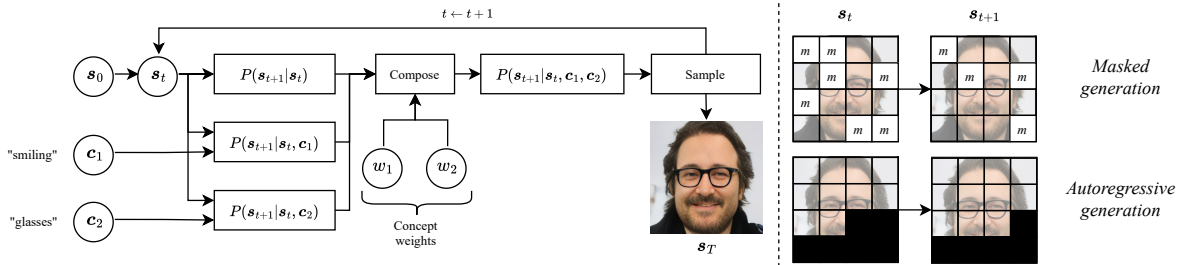 t ← t + 1
s_0
s_t
P(s_{t+1}|s_t)
Compose
P(s_{t+1}|s_t, c_1, c_2)
Sample
"smiling"
c_1
P(s_{t+1}|s_t, c_1)
w_1
w_2
"glasses"
c_2
P(s_{t+1}|s_t, c_2)
Concept
weights
s_T
s_t
s_{t+1}
m m
m m
m
m m
m
m m
m
Masked
generation
Autoregressive
generation